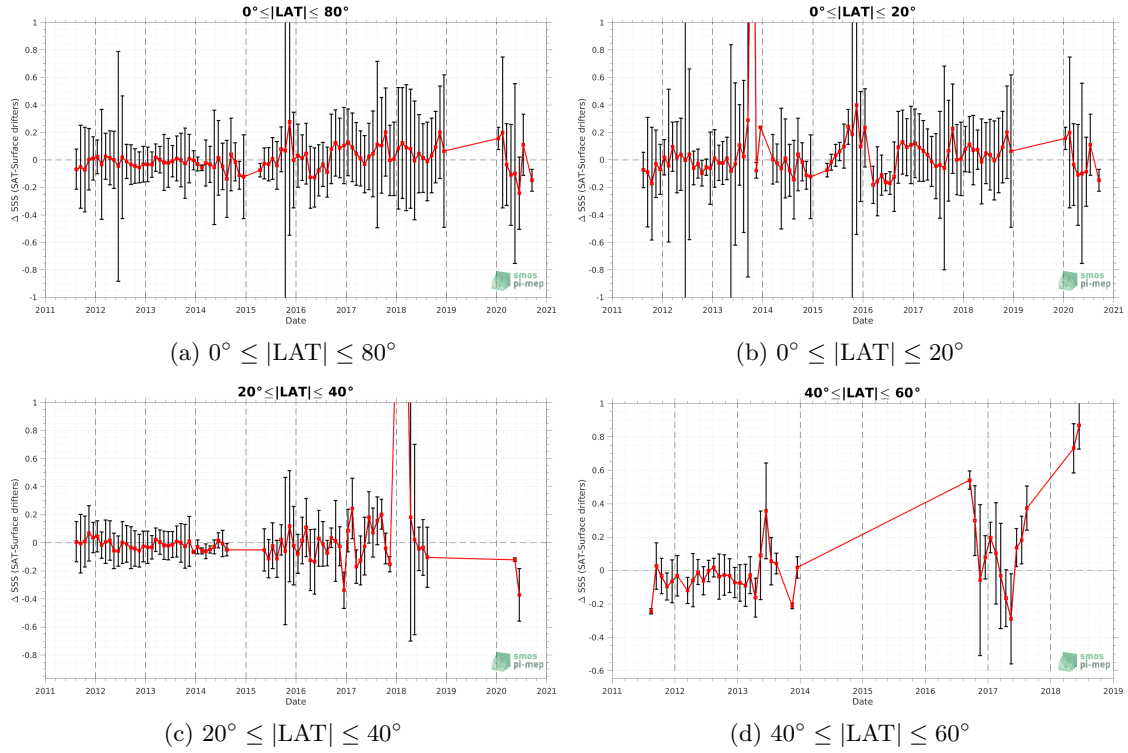 0°≤|LAT|≤ 80°
Δ SSS (SAT-Surface drifters)
1
0.8
0.6
0.4
0.2
0
-0.2
-0.4
-0.6
-0.8
-1
2011 2012 2013 2014 2015 2016 2017 2018 2019 2020 2021
Date
smos
pi-mep
(a) 0° ≤ |LAT| ≤ 80°
0°≤|LAT|≤ 20°
Δ SSS (SAT-Surface drifters)
1
0.8
0.6
0.4
0.2
0
-0.2
-0.4
-0.6
-0.8
-1
2011 2012 2013 2014 2015 2016 2017 2018 2019 2020 2021
Date
smos
pi-mep
(b) 0° ≤ |LAT| ≤ 20°
20°≤|LAT|≤ 40°
Δ SSS (SAT-Surface drifters)
1
0.8
0.6
0.4
0.2
0
-0.2
-0.4
-0.6
-0.8
2011 2012 2013 2014 2015 2016 2017 2018 2019 2020 2021
Date
smos
pi-mep
(c) 20° ≤ |LAT| ≤ 40°
40°≤|LAT|≤ 60°
Δ SSS (SAT-Surface drifters)
1
0.8
0.6
0.4
0.2
0
-0.2
-0.4
-0.6
2011 2012 2013 2014 2015 2016 2017 2018 2019
Date
smos
pi-mep
(d) 40° ≤ |LAT| ≤ 60°